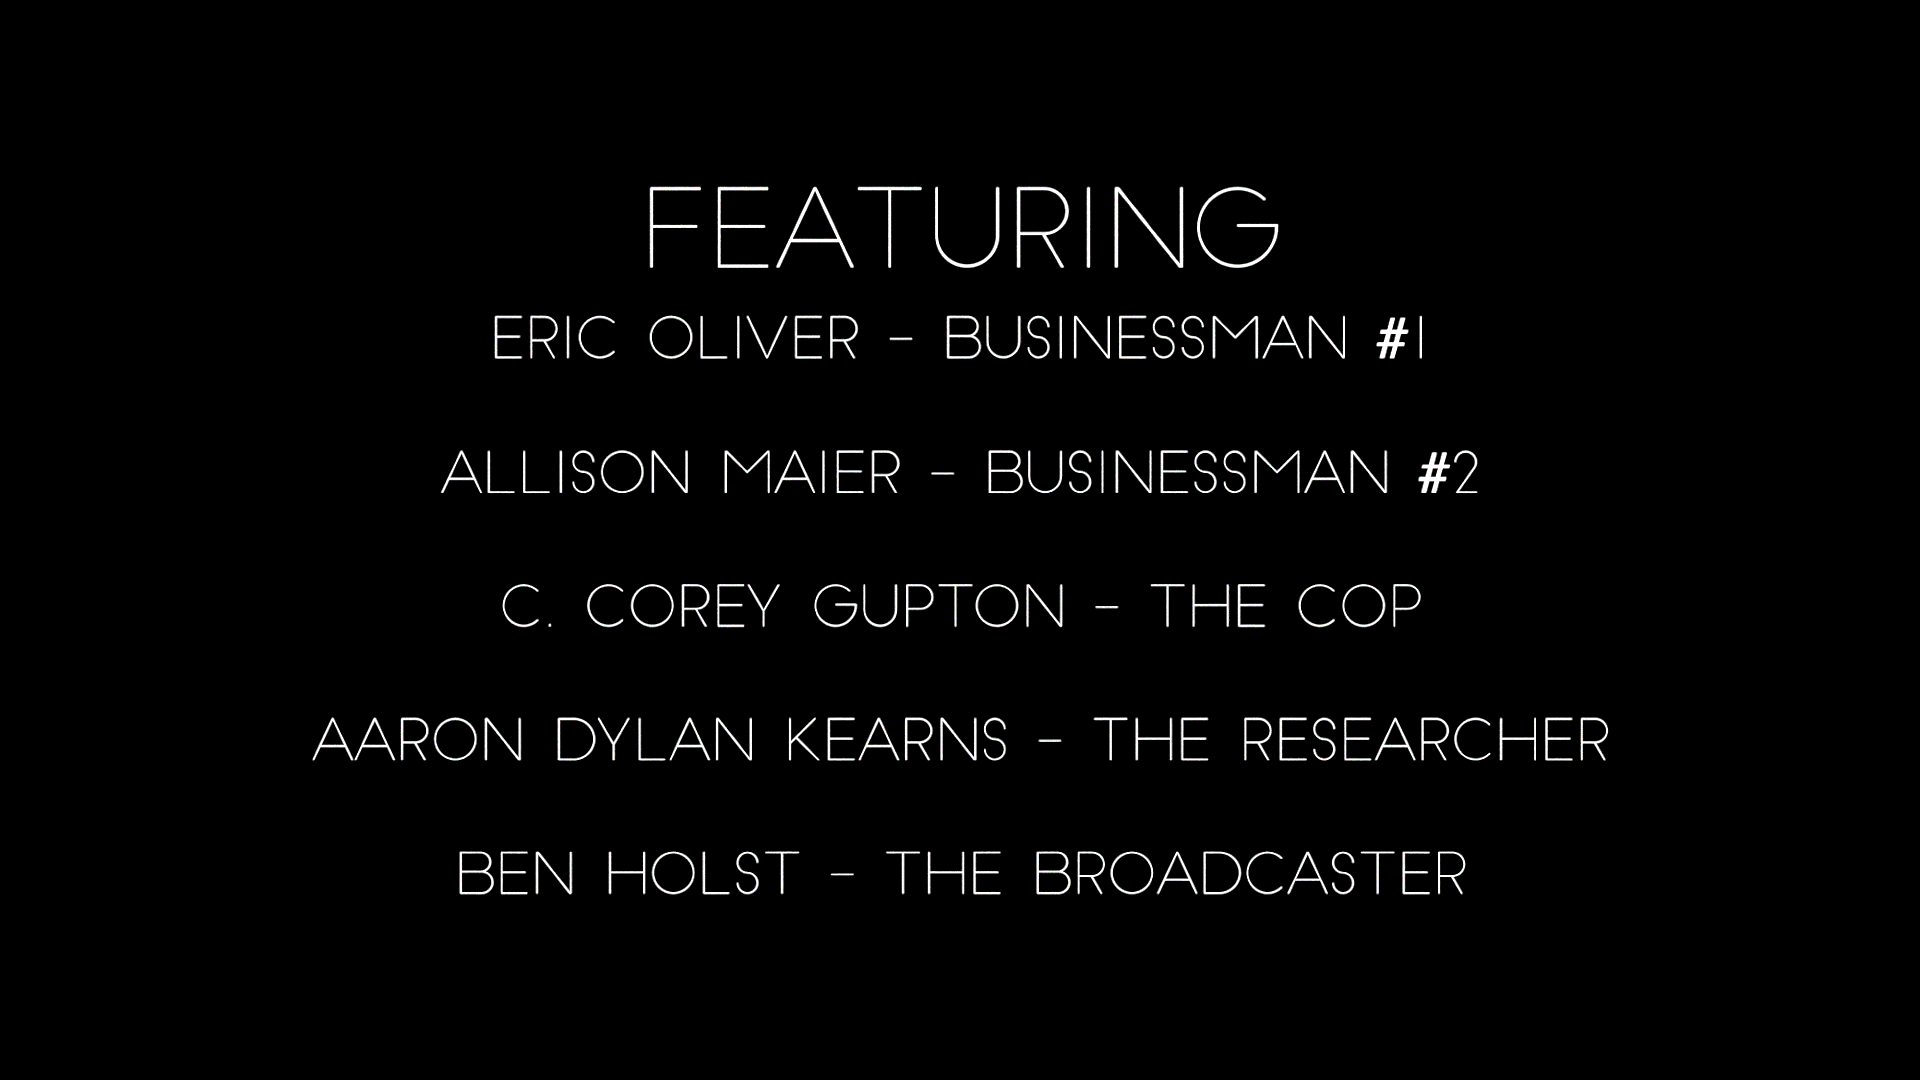 FEATURING
ERIC OLIVER - BUSINESSMAN #1
ALLISON MAIER - BUSINESSMAN #2
C. COREY GUPTON - THE COP
AARON DYLAN KEARNS - THE RESEARCHER
BEN HOLST - THE BROADCASTER